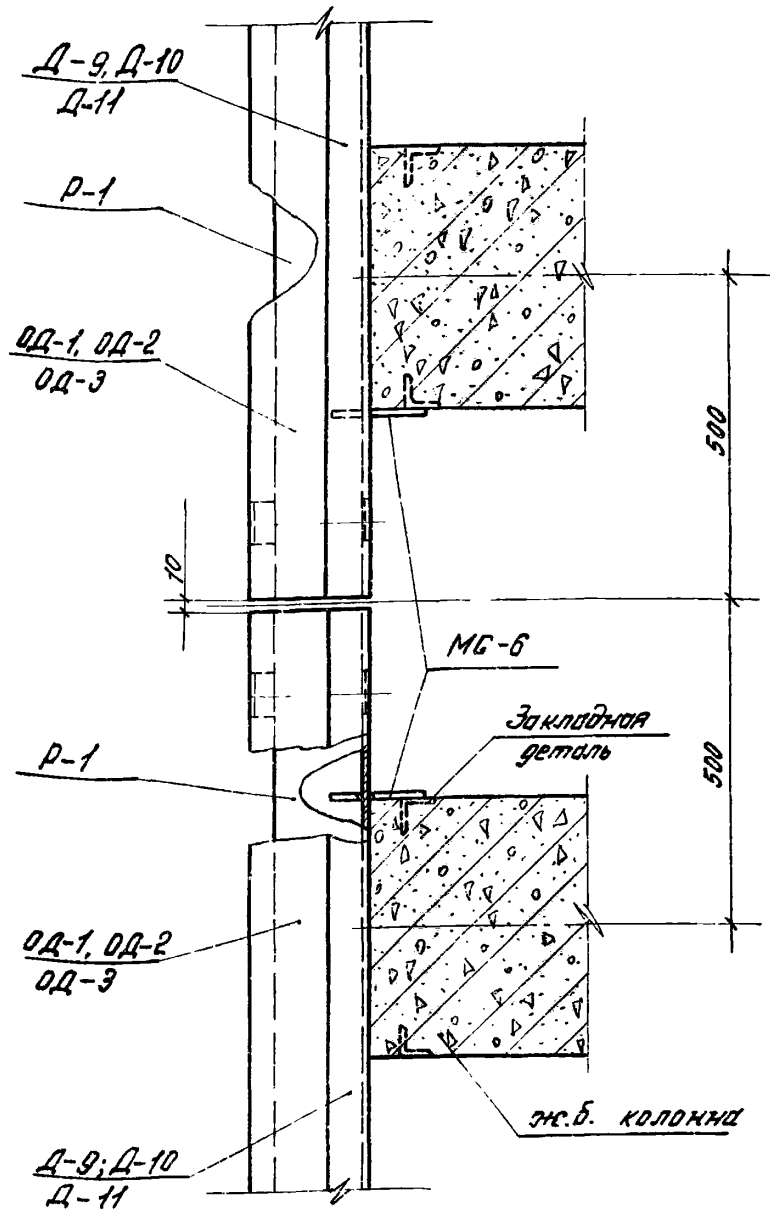 Д-9, Д-10
Д-11
Р-1
ОД-1, ОД-2
ОД-3
500
10
МС-6
Закладная
деталь
500
Р-1
ОД-1, ОД-2
ОД-3
ж.б. колонна
Д-9; Д-10
Д-11